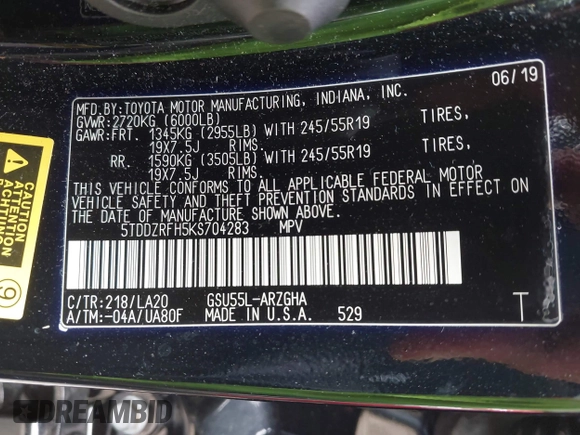 MFD.BY:TOYOTA MOTOR MANUFACTURING, INDIANA, INC. 06/19
GVWR:2720KG (6000LB)
GAWR:FRT. 1345KG (2955LB) WITH 245/55R19 TIRES,
19X7.5J RIMS.
RR. 1590KG (3505LB) WITH 245/55R19 TIRES,
19X7.5J RIMS.
THIS VEHICLE CONFORMS TO ALL APPLICABLE FEDERAL MOTOR
VEHICLE SAFETY AND THEFT PREVENTION STANDARDS IN EFFECT
ON THE DATE OF MANUFACTURE SHOWN ABOVE.
5TDDZRFH5KS704283 MPV
C/TR:218/LA20 GSU55L-ARZGHA
A/TM:-04A/UA80F MADE IN U.S.A. 529 T
ATTENTION
ACHTUNG
9
DREAMBID